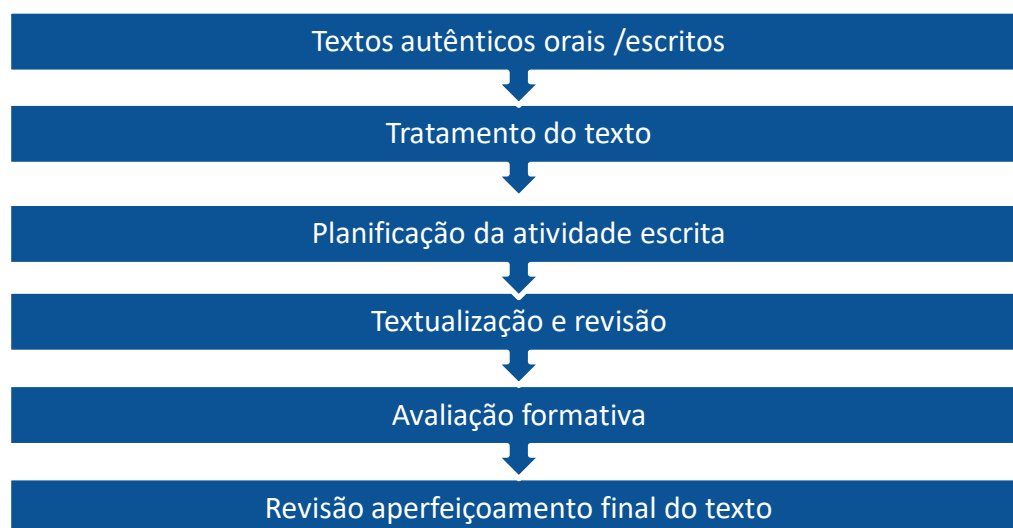 Textos autênticos orais /escritos
Tratamento do texto
Planificação da atividade escrita
Textualização e revisão
Avaliação formativa
Revisão aperfeiçoamento final do texto